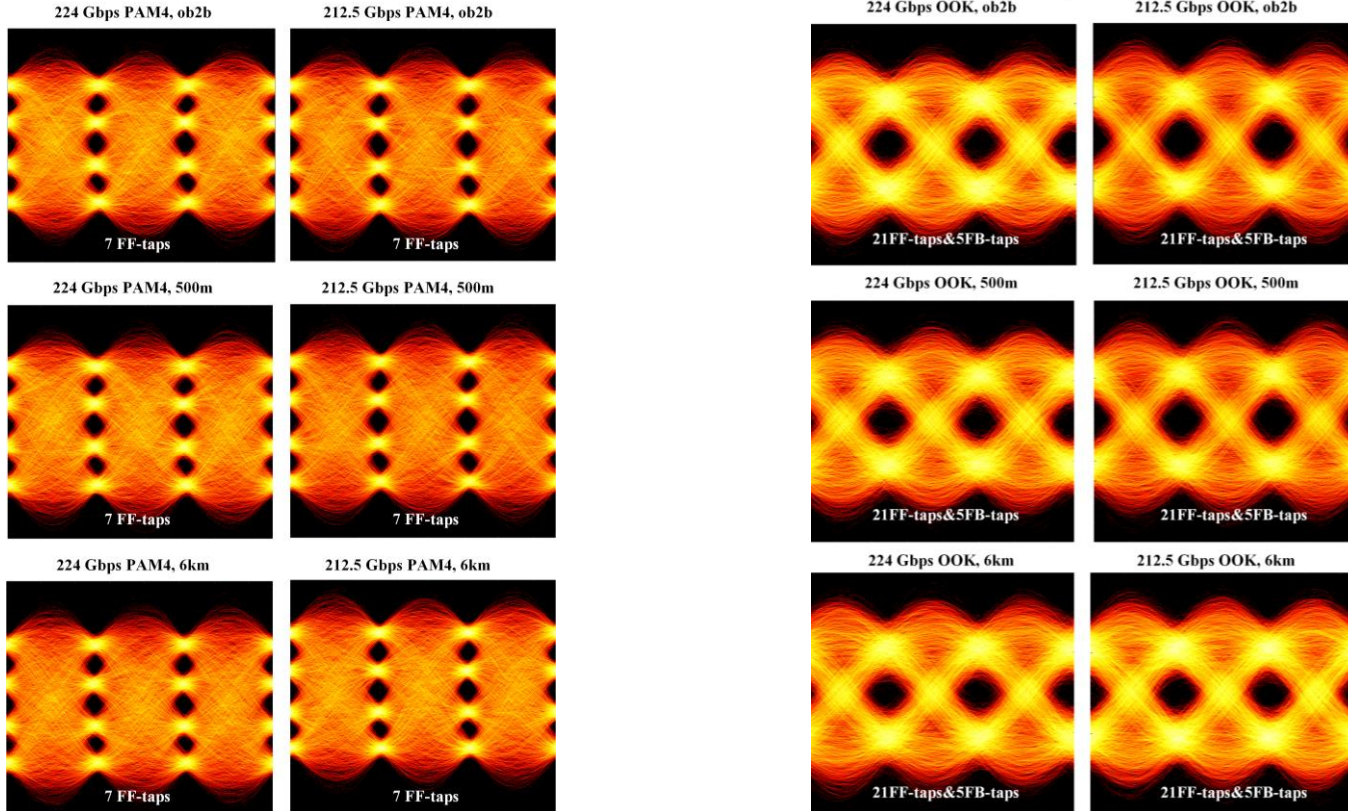 224 Gbps PAM4, ob2b
212.5 Gbps PAM4, ob2b
224 Gbps OOK, ob2b
212.5 Gbps OOK, ob2b
7 FF-taps
7 FF-taps
21FF-taps&5FB-taps
21FF-taps&5FB-taps
224 Gbps PAM4, 500m
212.5 Gbps PAM4, 500m
224 Gbps OOK, 500m
212.5 Gbps OOK, 500m
7 FF-taps
7 FF-taps
21FF-taps&5FB-taps
21FF-taps&5FB-taps
224 Gbps PAM4, 6km
212.5 Gbps PAM4, 6km
224 Gbps OOK, 6km
212.5 Gbps OOK, 6km
7 FF-taps
7 FF-taps
21FF-taps&5FB-taps
21FF-taps&5FB-taps